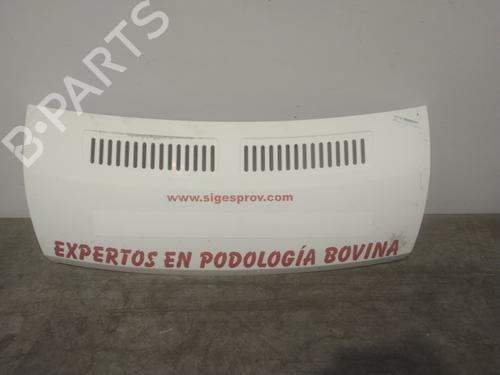 B-PARTS
www.sigesprov.com
EXPERTOS EN PODOLOGÍA BOVINA